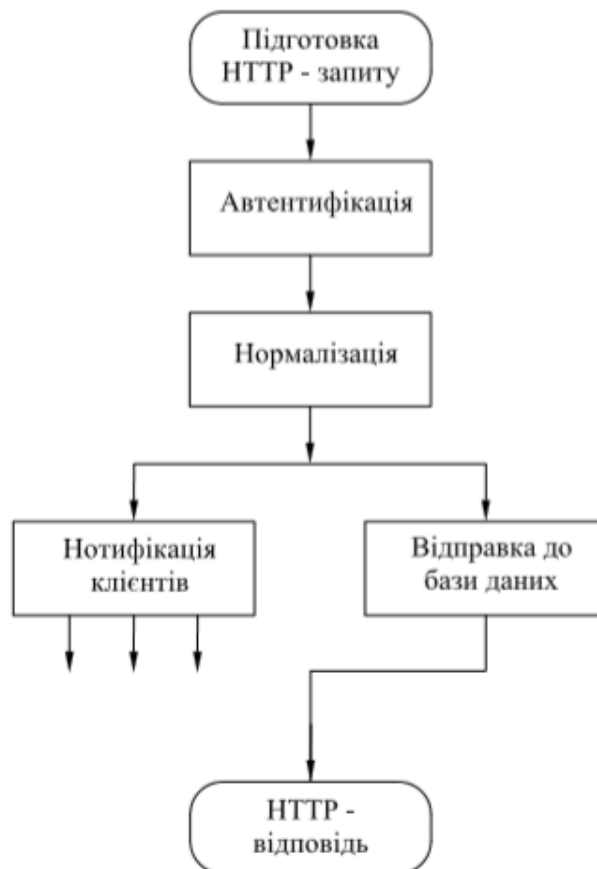 Підготовка
HTTP - запиту
Автентифікація
Нормалізація
Нотифікація
клієнтів
Відправка до
бази даних
HTTP -
відповідь